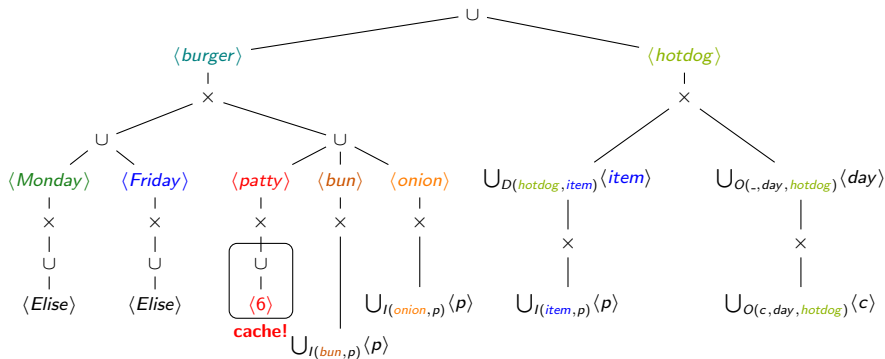 ∪
⟨burger⟩ ⟨hotdog⟩
× ×
∪ ∪
⟨Monday⟩ ⟨Friday⟩ ⟨patty⟩ ⟨bun⟩ ⟨onion⟩ ⋃D(hotdog,item)⟨item⟩ ⋃O(_,day,hotdog)⟨day⟩
× × × × × × ×
∪ ∪ ∪
⟨Elise⟩ ⟨Elise⟩ ⟨6⟩ ⋃I(onion,p)⟨p⟩ ⋃I(item,p)⟨p⟩ ⋃O(c,day,hotdog)⟨c⟩
cache!
⋃I(bun,p)⟨p⟩